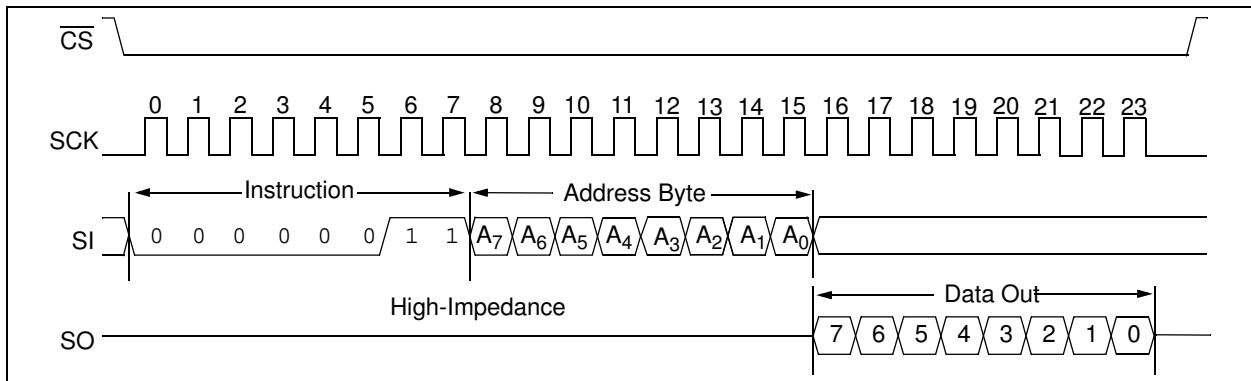 CS
0 1 2 3 4 5 6 7 8 9 10 11 12 13 14 15 16 17 18 19 20 21 22 23
SCK
Instruction Address Byte
SI 0 0 0 0 0 0 1 1 A7 A6 A5 A4 A3 A2 A1 A0
High-Impedance Data Out
SO 7 6 5 4 3 2 1 0